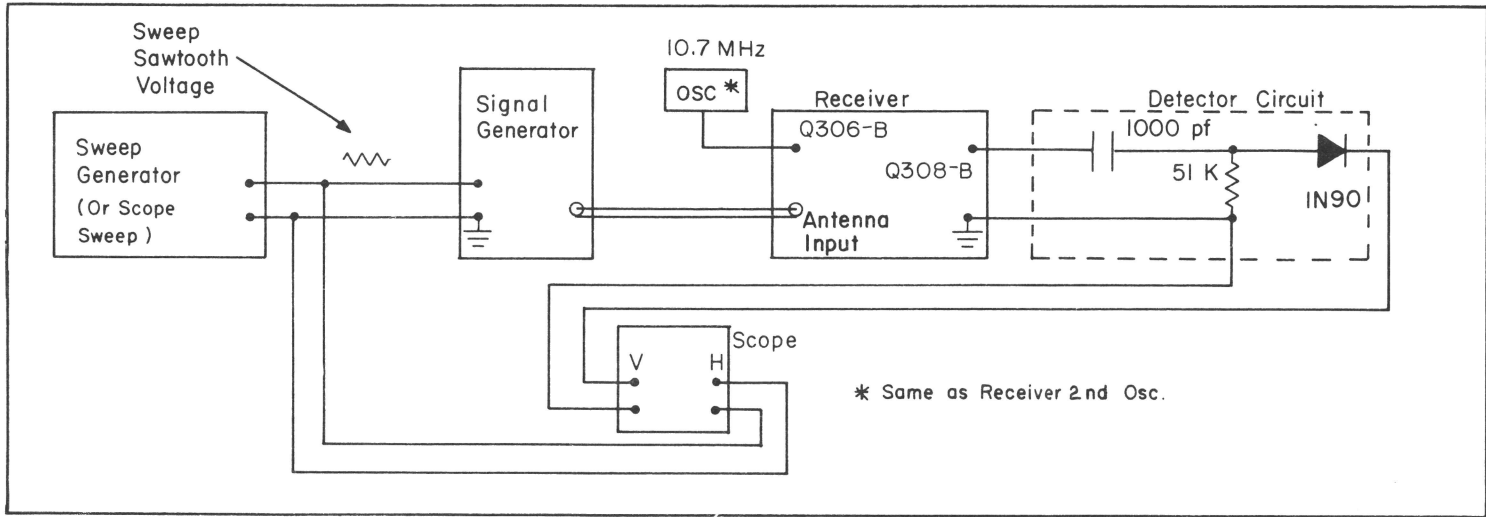 Sweep
Sawtooth
Voltage
Sweep
Generator
(Or Scope
Sweep)
Signal
Generator
10.7 MHz
OSC *
Receiver
Q306-B
Q308-B
Antenna
Input
Detector Circuit
1000 pf
51 K
1N90
Scope
V
H
* Same as Receiver 2nd Osc.